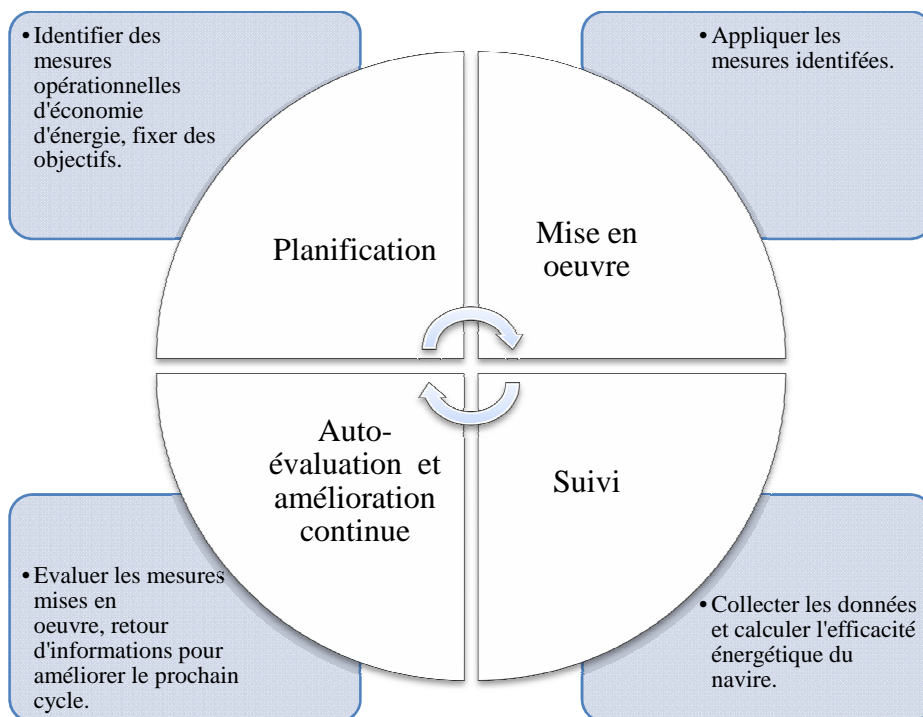 • Identifier des
mesures
opérationnelles
d'économie
d'énergie, fixer des
objectifs.
• Appliquer les
mesures identifées.
Planification
Mise en
oeuvre
Auto-
évaluation et
amélioration
continue
Suivi
• Evaluer les mesures
mises en
oeuvre, retour
d'informations pour
améliorer le prochain
cycle.
• Collecter les données
et calculer l'efficacité
énergétique du
navire.